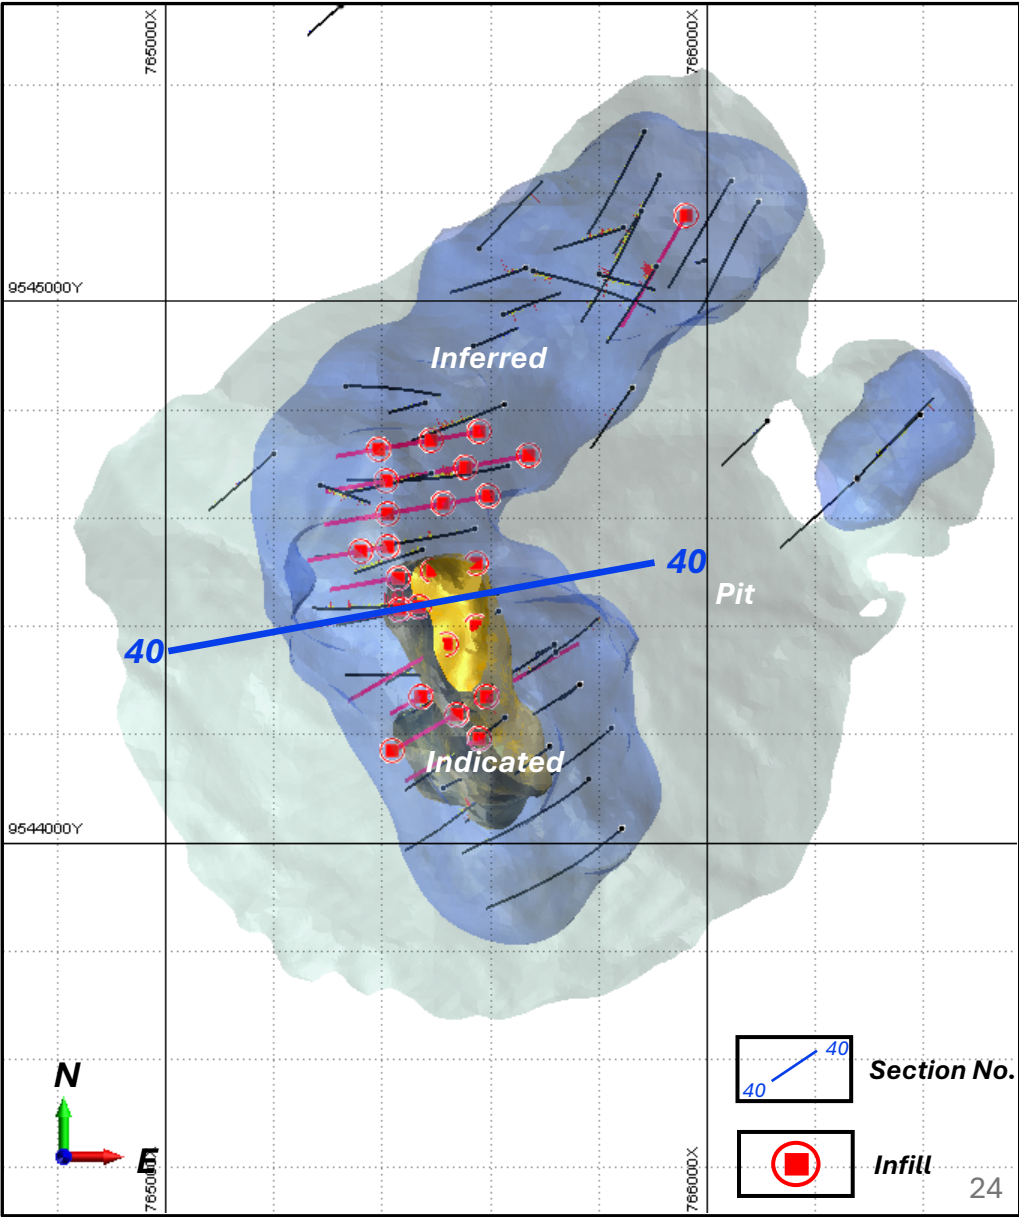 765000X
766000X
9545000Y
Inferred
40
40
Pit
Indicated
9544000Y
N
E
765000X
766000X
40
40
Section No.
Infill
24